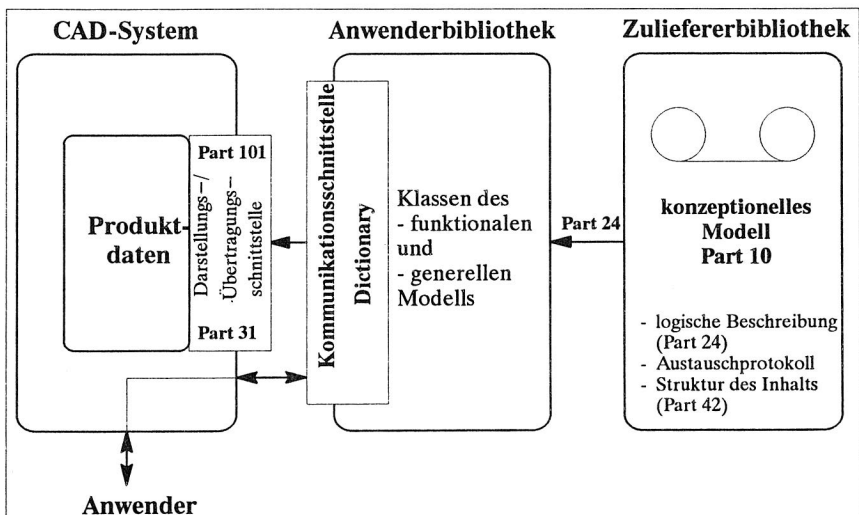 CAD-System
Anwenderbibliothek
Zuliefererbibliothek
Part 101
Produkt-
daten
Darstellungs-/
Übertragungs-
schnittstelle
Part 31
Kommunikationsschnittstelle
Dictionary
Klassen des
- funktionalen
und
- generellen
Modells
Part 24
konzeptionelles
Modell
Part 10
- logische Beschreibung
(Part 24)
- Austauschprotokoll
- Struktur des Inhalts
(Part 42)
Anwender